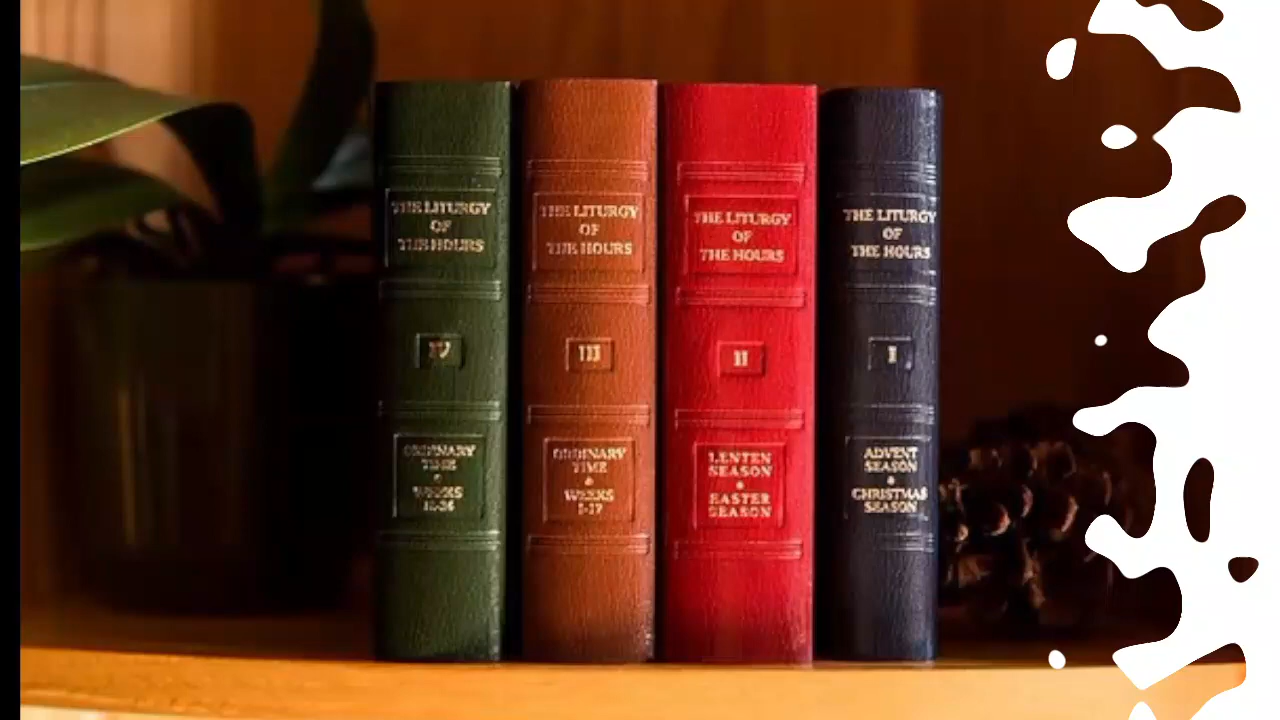 THE LITURGY
OF
THE HOURS
IV
ORDINARY
TIME
WEEKS
18-34
THE LITURGY
OF
THE HOURS
III
ORDINARY
TIME
WEEKS
1-17
THE LITURGY
OF
THE HOURS
II
LENTEN
SEASON
EASTER
SEASON
THE LITURGY
OF
THE HOURS
I
ADVENT
SEASON
CHRISTMAS
SEASON